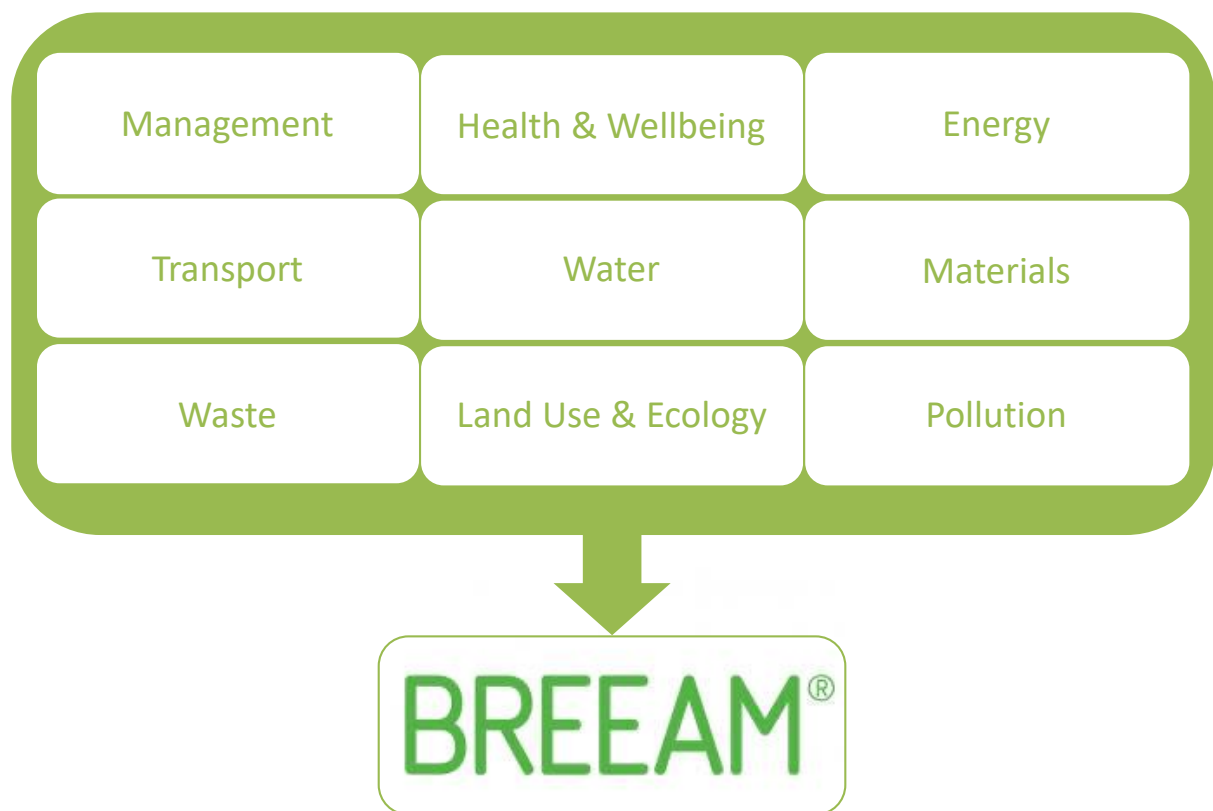 Management
Health & Wellbeing
Energy
Transport
Water
Materials
Waste
Land Use & Ecology
Pollution
BREEAM®